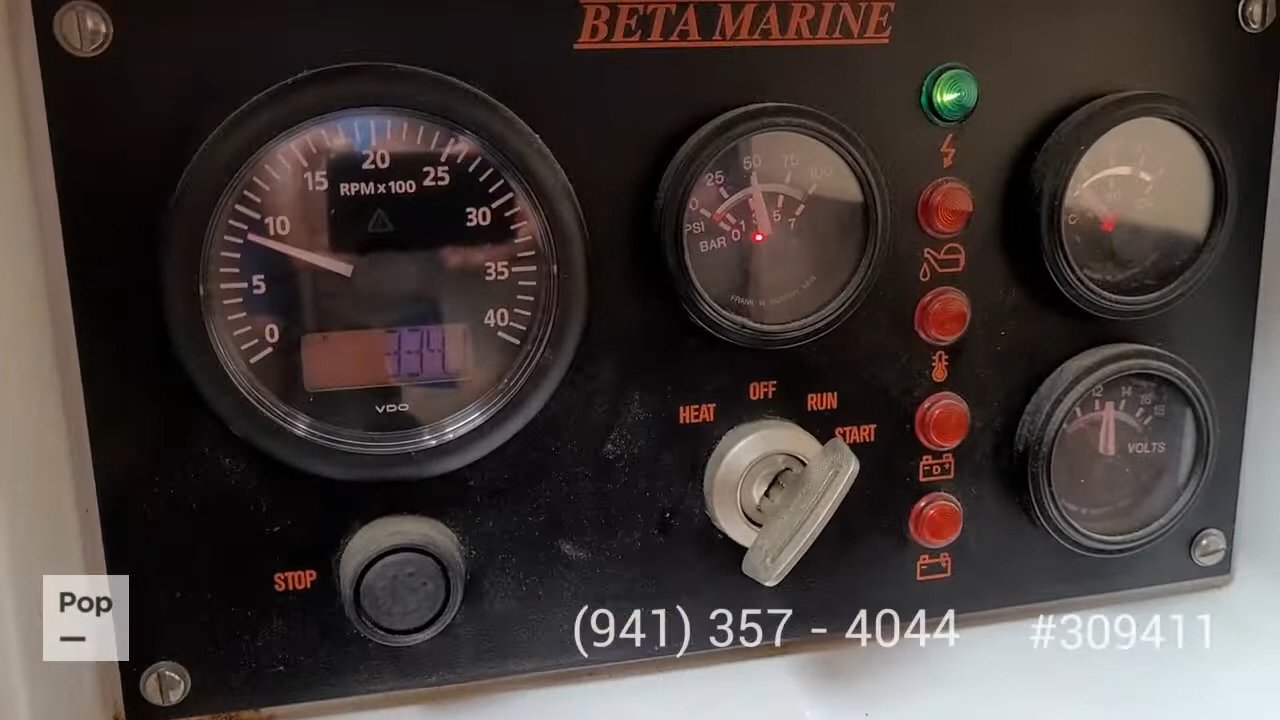 BETA MARINE
15
20
25
RPM x 100
10
30
5
35
0
40
VDO
25
50
75
100
0
PSI
BAR
0
1
3
5
7
HEAT
OFF
RUN
START
12
14
16
18
VOLTS
STOP
Pop
(941) 357 - 4044
#309411